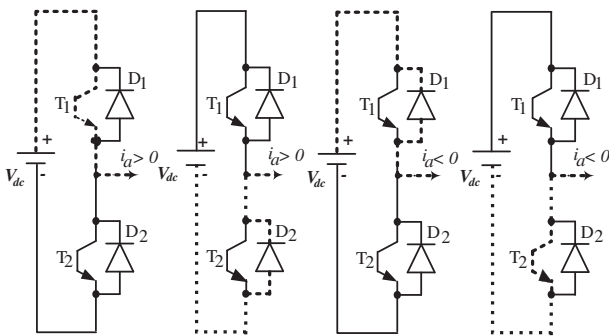 D1
T1
+
ia > 0
Vdc
-
D2
T2
D1
T1
+
ia > 0
Vdc
-
D2
T2
D1
T1
+
ia < 0
Vdc
-
D2
T2
D1
T1
+
ia < 0
Vdc
-
D2
T2